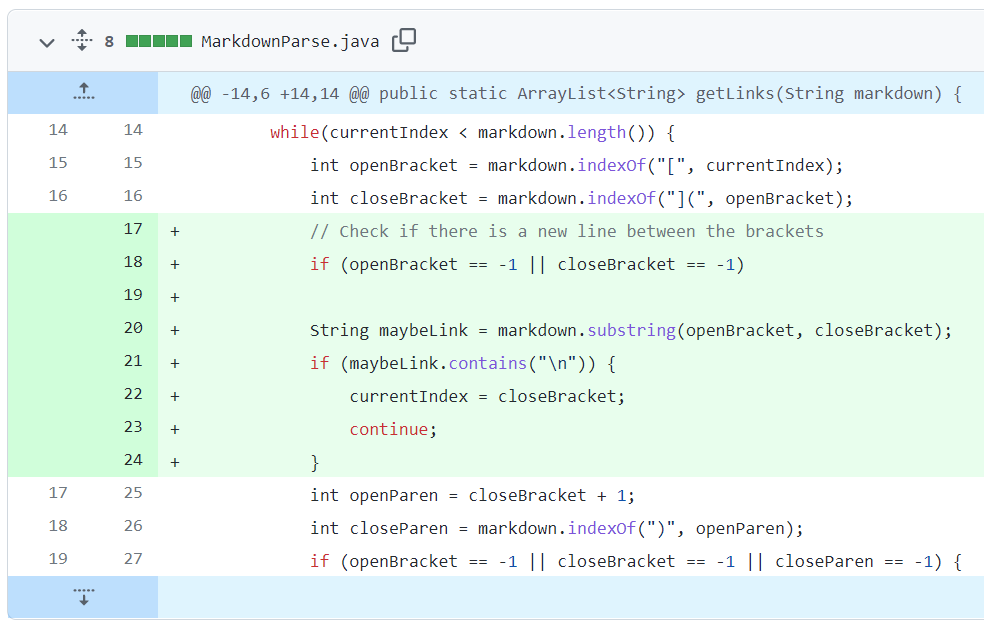 8 MarkdownParse.java
@@ -14,6 +14,14 @@ public static ArrayList<String> getLinks(String markdown) {
14 14 while(currentIndex < markdown.length()) {
15 15 int openBracket = markdown.indexOf("[", currentIndex);
16 16 int closeBracket = markdown.indexOf("](", openBracket);
17 + // Check if there is a new line between the brackets
18 + if (openBracket == -1 || closeBracket == -1)
19 +
20 + String maybeLink = markdown.substring(openBracket, closeBracket);
21 + if (maybeLink.contains("\n")) {
22 + currentIndex = closeBracket;
23 + continue;
24 + }
17 25 int openParen = closeBracket + 1;
18 26 int closeParen = markdown.indexOf(")", openParen);
19 27 if (openBracket == -1 || closeBracket == -1 || closeParen == -1) {